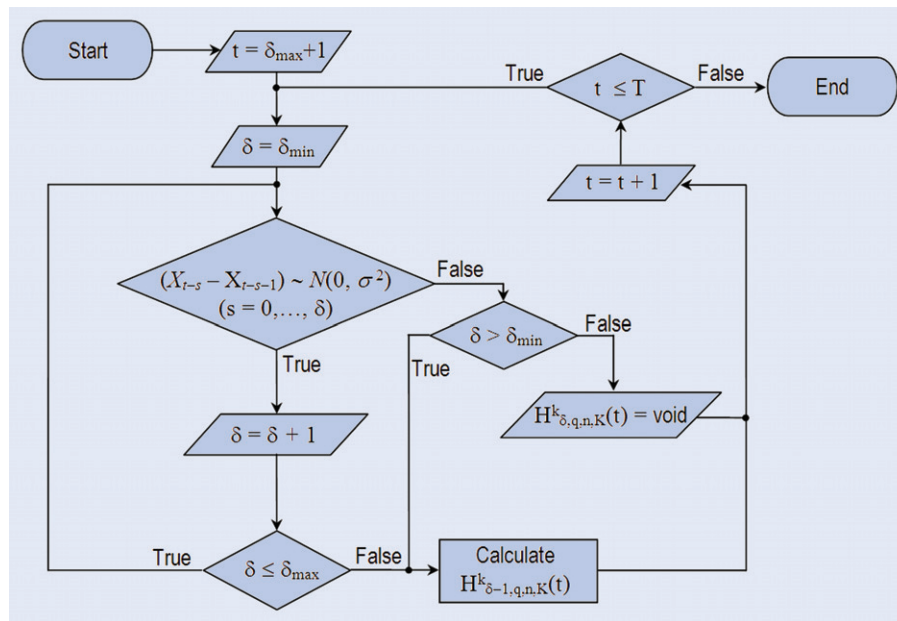 Start
t = δmax+1
True
t ≤ T
False
End
δ = δmin
t = t + 1
(Xt−s – Xt−s−1) ~ N(0, σ²)
(s = 0,..., δ)
False
δ > δmin
False
True
True
Hᵏδ,q,n,K(t) = void
δ = δ + 1
True
δ ≤ δmax
False
Calculate
Hᵏδ−1,q,n,K(t)